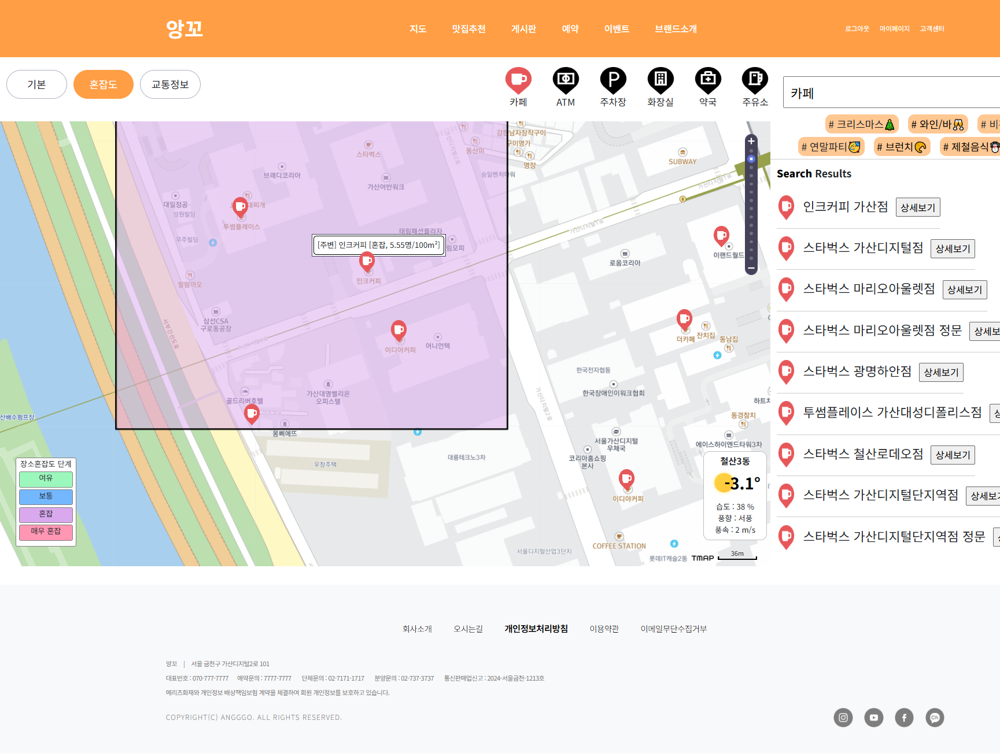 앙꼬
지도 맛집추천 게시판 예약 이벤트 브랜드소개
로그아웃 마이페이지 고객센터
기본 혼잡도 교통정보
카페 ATM 주차장 화장실 약국 주유소
카페
# 크리스마스🎄 # 와인/바🥂
# 연말파티🥳 # 브런치🥐 # 제철음식
Search Results
인크커피 가산점 상세보기
스타벅스 가산디지털점 상세보기
스타벅스 마리오아울렛점 상세보기
스타벅스 마리오아울렛점 정문
스타벅스 광명하안점 상세보기
투썸플레이스 가산대성디폴리스점
스타벅스 철산로데오점 상세보기
스타벅스 가산디지털단지역점
스타벅스 가산디지털단지역점 정문
강한남자장작구이
구이명가
명장
동산미
스타벅스
브래디코리아
가산어반워크
승일벤처타워
SUBWAY
가산디지털1로
가산디지털2로
대일정공
성원빌딩
투썸플레이스
우주빌딩
태림패션플라자
[주변] 인크커피 [혼잡, 5.55명/100m²]
인크커피
팔람까오
로옴코리아
이랜드월드
삼선CSA
구로동공장
서부간선도로
이디야커피
어니언텍
더카페
잔치집
동남집
한국전자협동
한국장애인이워크협회
가산디지털2로
골드리버호텔
가산대명벨리온
오피스텔
몽삐에뜨
동경참치
서울가산디지털
우체국
에이스하이엔드타워3차
코리아홈쇼핑
본사
대륭테크노3차
우창주택
이디야커피
COFFEE STATION
서울디지털산업3단지
롯데IT캐슬2동
TMAP
36m
장소혼잡도 단계
여유
보통
혼잡
매우 혼잡
철산3동
-3.1°
습도 : 38 %
풍향 : 서풍
풍속 : 2 m/s
회사소개 오시는길 개인정보처리방침 이용약관 이메일무단수집거부
앙꼬 | 서울 금천구 가산디지털2로 101
대표번호 : 070-777-7777 예약문의 : 7777-7777 단체문의 : 02-7171-1717 분양문의 : 02-737-3737 통신판매업신고 : 2024-서울금천-1213호
메리츠화재와 개인정보 배상책임보험 계약을 체결하여 회원 개인정보를 보호하고 있습니다.
COPYRIGHT(C) ANGGGO. ALL RIGHTS RESERVED.
Ch